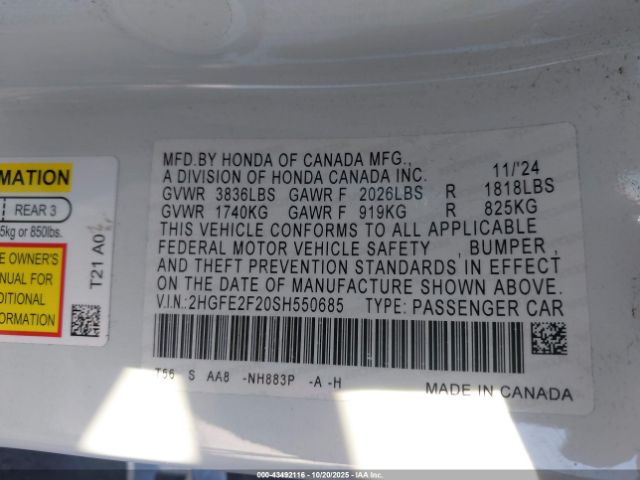 MATION
REAR 3
5kg or 850lbs.
E OWNER'S
ANUAL FOR
DITIONAL
ORMATION
T21 A0
MFD.BY HONDA OF CANADA MFG.,
A DIVISION OF HONDA CANADA INC. 11/'24
GVWR 3836LBS GAWR F 2026LBS R 1818LBS
GVWR 1740KG GAWR F 919KG R 825KG
THIS VEHICLE CONFORMS TO ALL APPLICABLE
FEDERAL MOTOR VEHICLE SAFETY , BUMPER ,
AND THEFT PREVENTION STANDARDS IN EFFECT
ON THE DATE OF MANUFACTURE SHOWN ABOVE.
V.I.N.:2HGFE2F20SH550685 TYPE: PASSENGER CAR
T56 S AA8 -NH883P -A -H
MADE IN CANADA
000-43492116 - 10/20/2025 - IAAI.COM